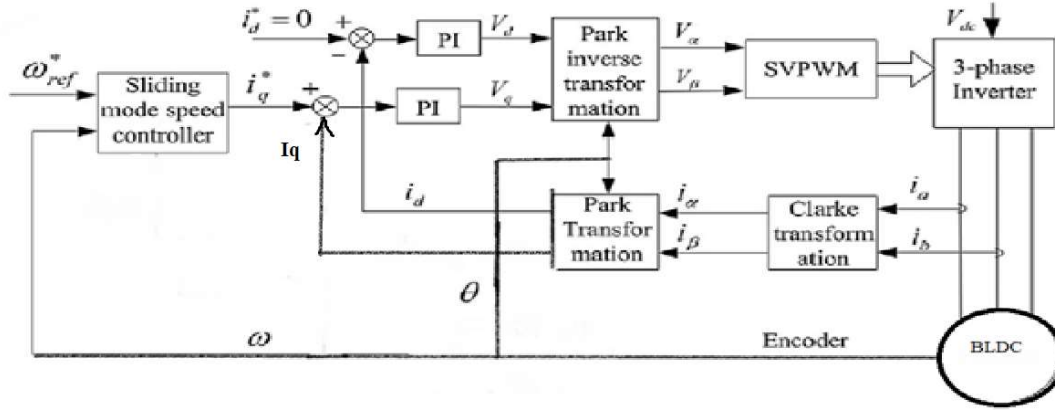 i*d = 0
+
−
PI
Vd
Park
inverse
transfor
mation
Vα
Vβ
SVPWM
Vdc
3-phase
Inverter
ω*ref
Sliding
mode speed
controller
i*q
+
PI
Vq
Iq
id
Park
Transfor
mation
iα
iβ
Clarke
transform
ation
ia
ib
θ
ω
Encoder
BLDC